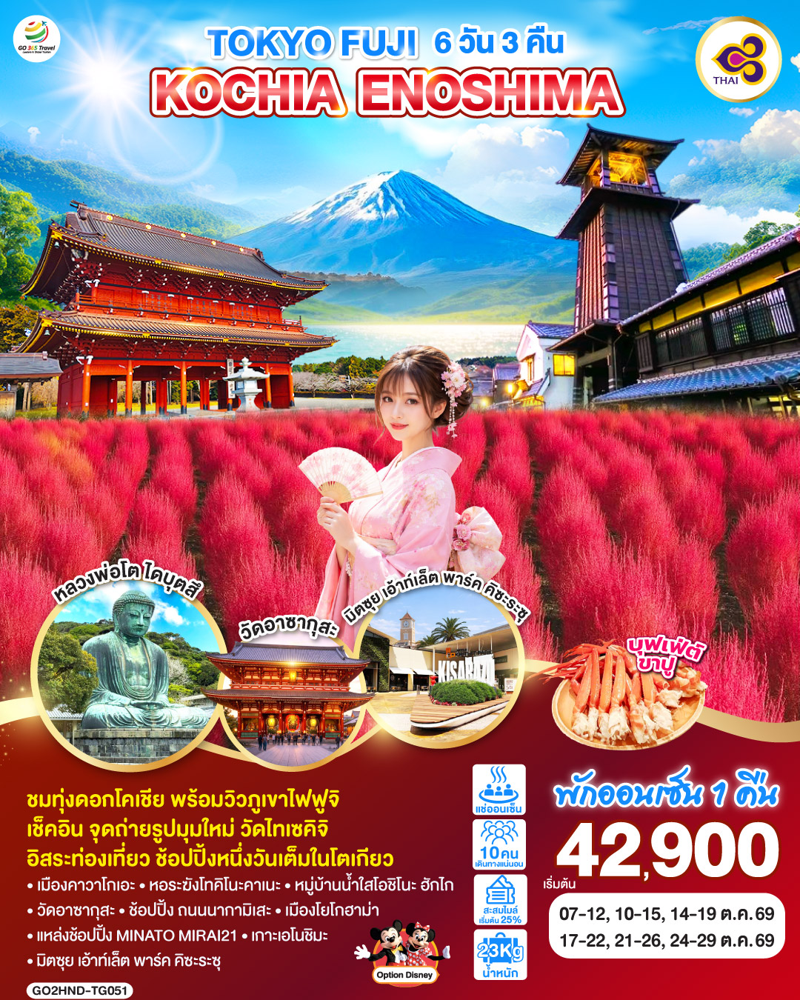 GO 365 Travel
Leaders in Global Tourism
TOKYO FUJI 6 วัน 3 คืน
THAI
KOCHIA ENOSHIMA
หลวงพ่อโต ไดบุตสึ
วัดอาซากุสะ
มิตซุย เอ้าท์เล็ต พาร์ค คิซะระซุ
KISARAZU
บุฟเฟ่ต์
ขาปู
ชมทุ่งดอกโคเชีย พร้อมวิวภูเขาไฟฟูจิ
เช็คอิน จุดถ่ายรูปมุมใหม่ วัดไทเซคิจิ
อิสระท่องเที่ยว ช้อปปิ้งหนึ่งวันเต็มในโตเกียว
• เมืองคาวาโกเอะ • หอระฆังโทคิโนะคาเนะ • หมู่บ้านน้ำใสโอชิโนะ ฮักไก
• วัดอาซากุสะ • ช้อปปิ้ง ถนนนากามิเสะ • เมืองโยโกฮาม่า
• แหล่งช้อปปิ้ง MINATO MIRAI21 • เกาะเอโนชิมะ
• มิตซุย เอ้าท์เล็ต พาร์ค คิซะระซุ
Option Disney
GO2HND-TG051
แช่ออนเซ็น
10คน
เดินทางแน่นอน
สะสมไมล์
เริ่มต้น 25%
23Kg
น้ำหนัก
พักออนเซ็น 1 คืน
เริ่มต้น 42,900
07-12, 10-15, 14-19 ต.ค. 69
17-22, 21-26, 24-29 ต.ค. 69